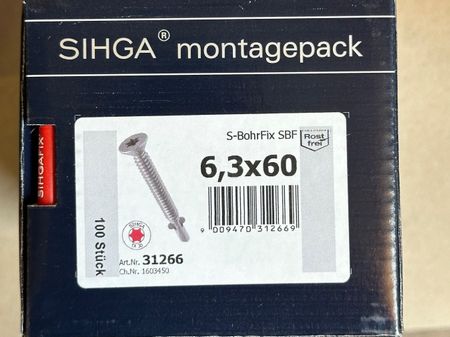 SIHGA® montagepack
SIHGAFIX
S-BohrFix SBF
Rost
frei
6,3x60
9 009470 312669
100 Stück
SIHGA
Art.Nr. 31266
Ch.Nr. 1603450